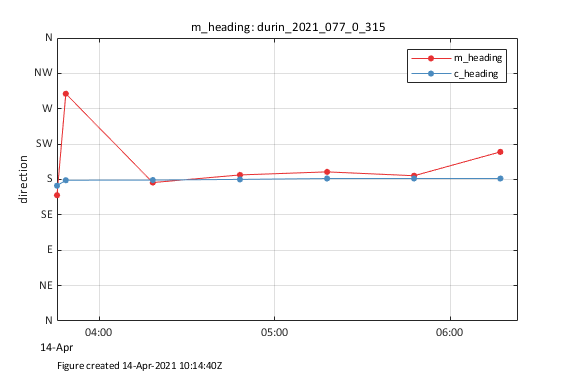 m_heading: durin_2021_077_0_315
N
NW
W
SW
S
SE
E
NE
N
direction
m_heading
c_heading
04:00
05:00
06:00
14-Apr
Figure created 14-Apr-2021 10:14:40Z